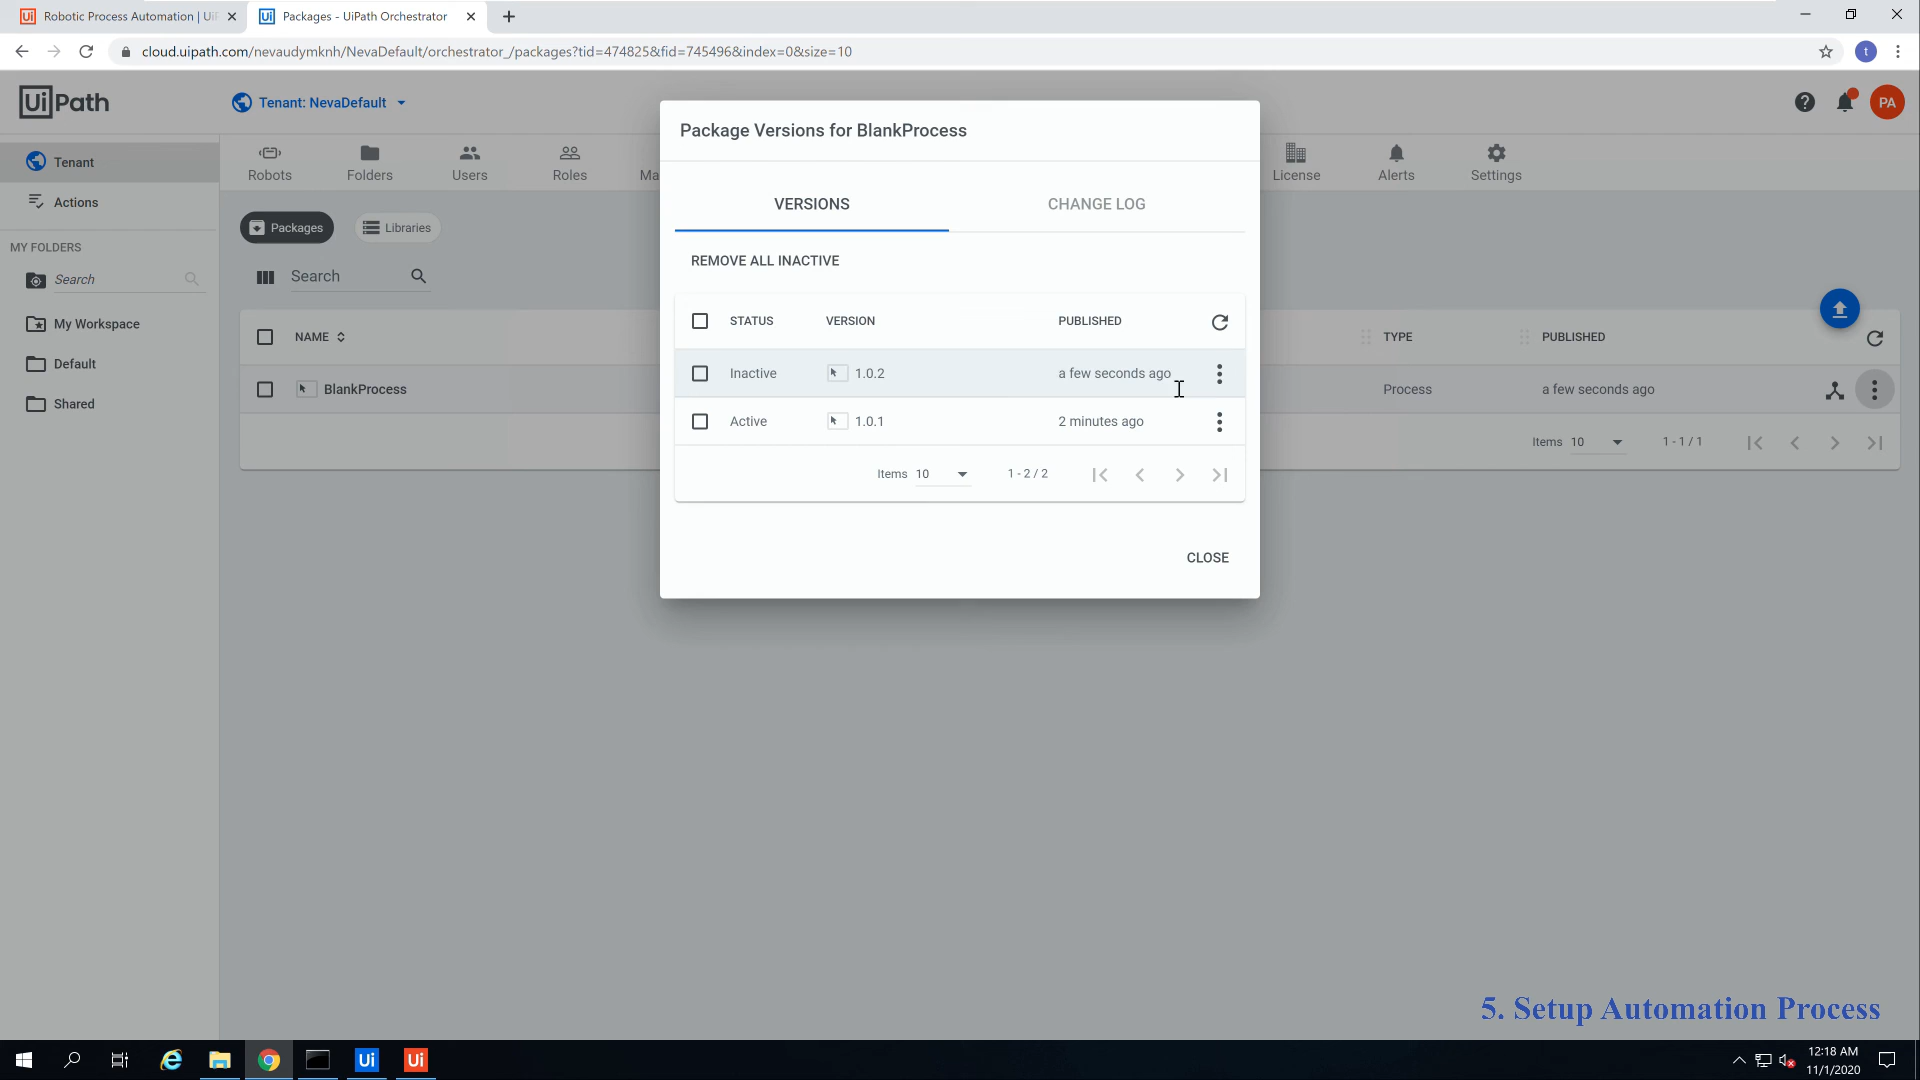 Robotic Process Automation | Ui
Packages - UiPath Orchestrator
cloud.uipath.com/nevaudymknh/NevaDefault/orchestrator_/packages?tid=474825&fid=745496&index=0&size=10
t
UiPath
Tenant: NevaDefault
PA
Tenant
Actions
MY FOLDERS
Search
My Workspace
Default
Shared
Robots
Folders
Users
Roles
Ma
License
Alerts
Settings
Packages
Libraries
Search
NAME
TYPE
PUBLISHED
BlankProcess
Process
a few seconds ago
Items 10
1 - 1 / 1
Package Versions for BlankProcess
VERSIONS
CHANGE LOG
REMOVE ALL INACTIVE
STATUS VERSION PUBLISHED
Inactive 1.0.2 a few seconds ago
Active 1.0.1 2 minutes ago
Items 10 1 - 2 / 2
CLOSE
5. Setup Automation Process
Ui
Ui
12:18 AM
11/1/2020